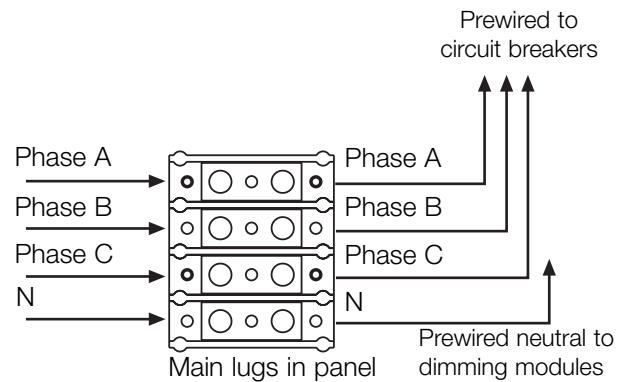 Prewired to
circuit breakers
Phase A
Phase A
Phase B
Phase B
Phase C
Phase C
N
N
Prewired neutral to
dimming modules
Main lugs in panel